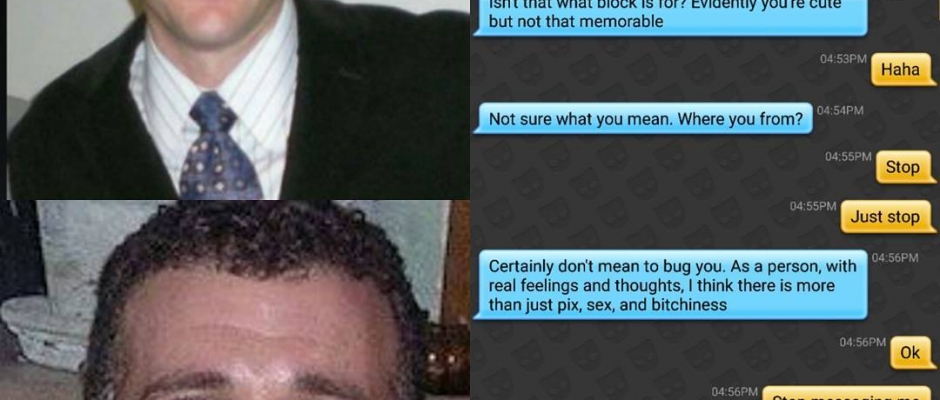 Isn't that what block is for? Evidently you're cute
but not that memorable
04:53PM
Haha
Not sure what you mean. Where you from?
04:54PM
04:55PM
Stop
04:55PM
Just stop
Certainly don't mean to bug you. As a person, with
real feelings and thoughts, I think there is more
than just pix, sex, and bitchiness
04:56PM
04:56PM
Ok
04:56PM
Stop messaging me